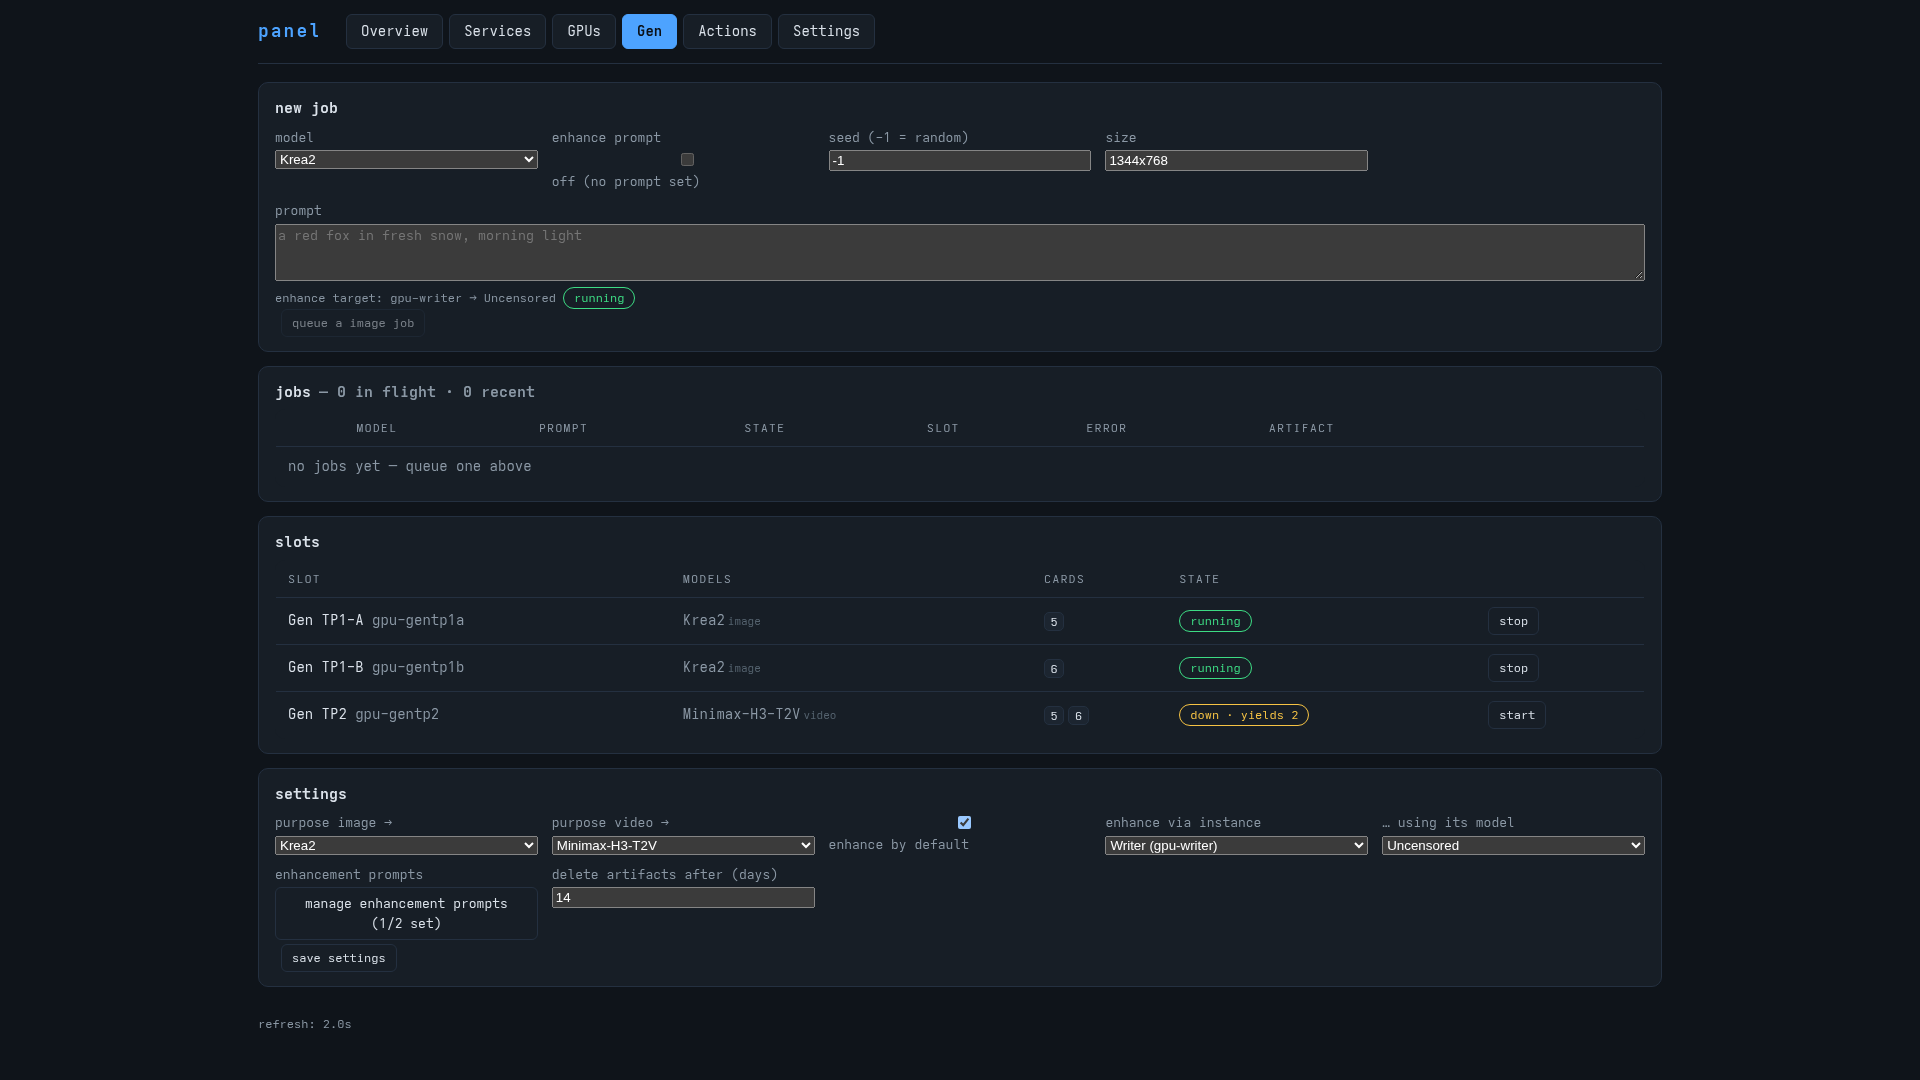 panel Overview Services GPUs Gen Actions Settings
new job
model enhance prompt seed (-1 = random) size
Krea2 -1 1344x768
off (no prompt set)
prompt
a red fox in fresh snow, morning light
enhance target: gpu-writer → Uncensored running
queue a image job
jobs — 0 in flight · 0 recent
MODEL PROMPT STATE SLOT ERROR ARTIFACT
no jobs yet — queue one above
slots
SLOT MODELS CARDS STATE
Gen TP1-A gpu-gentp1a Krea2 image 5 running stop
Gen TP1-B gpu-gentp1b Krea2 image 6 running stop
Gen TP2 gpu-gentp2 Minimax-H3-T2V video 5 6 down · yields 2 start
settings
purpose image → purpose video → enhance via instance … using its model
Krea2 Minimax-H3-T2V enhance by default Writer (gpu-writer) Uncensored
enhancement prompts delete artifacts after (days)
manage enhancement prompts 14
(1/2 set)
save settings
refresh: 2.0s